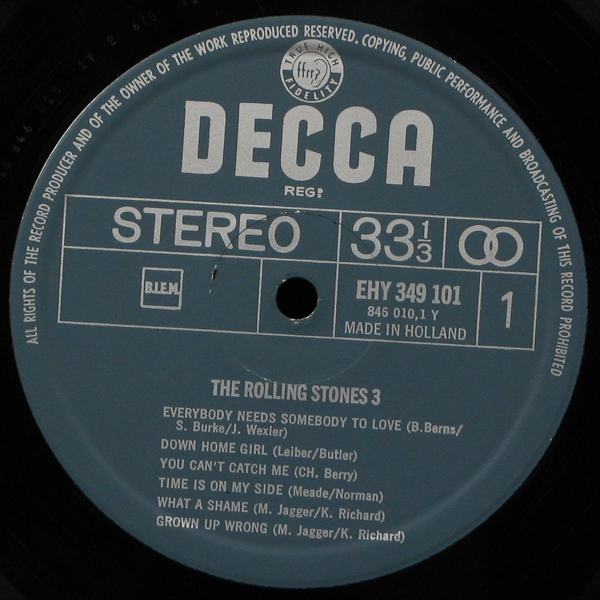 ALL RIGHTS OF THE RECORD PRODUCER AND OF THE OWNER OF THE WORK REPRODUCED RESERVED. COPYING, PUBLIC PERFORMANCE AND BROADCASTING OF THIS RECORD PROHIBITED
TRUE HIGH
ffrr
FIDELITY
DECCA
REGD
STEREO
33 1/3
B.I.E.M.
EHY 349 101
846 010,1 Y
MADE IN HOLLAND
1
THE ROLLING STONES 3
EVERYBODY NEEDS SOMEBODY TO LOVE (B.Berns/
S. Burke/J. Wexler)
DOWN HOME GIRL (Leiber/Butler)
YOU CAN'T CATCH ME (CH. Berry)
TIME IS ON MY SIDE (Meade/Norman)
WHAT A SHAME (M. Jagger/K. Richard)
GROWN UP WRONG (M. Jagger/K. Richard)